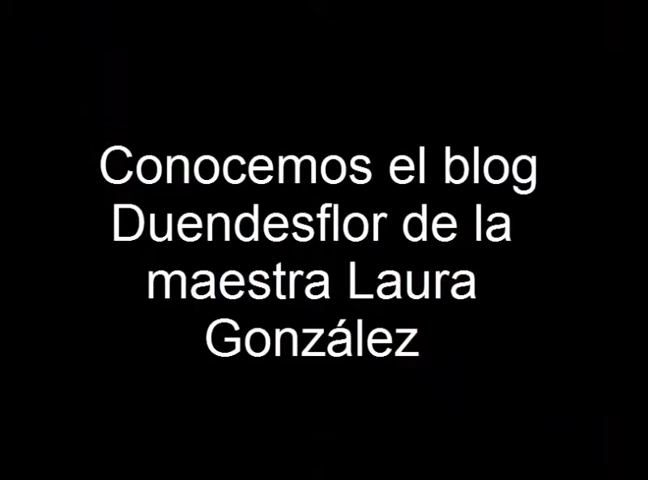 Conocemos el blog
Duendesflor de la
maestra Laura
González